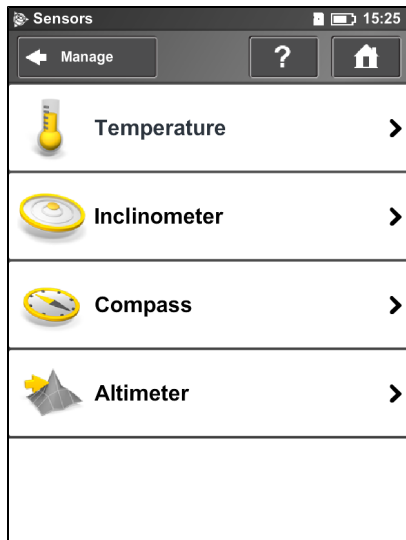 Sensors 15:25
Manage ?
Temperature
Inclinometer
Compass
Altimeter